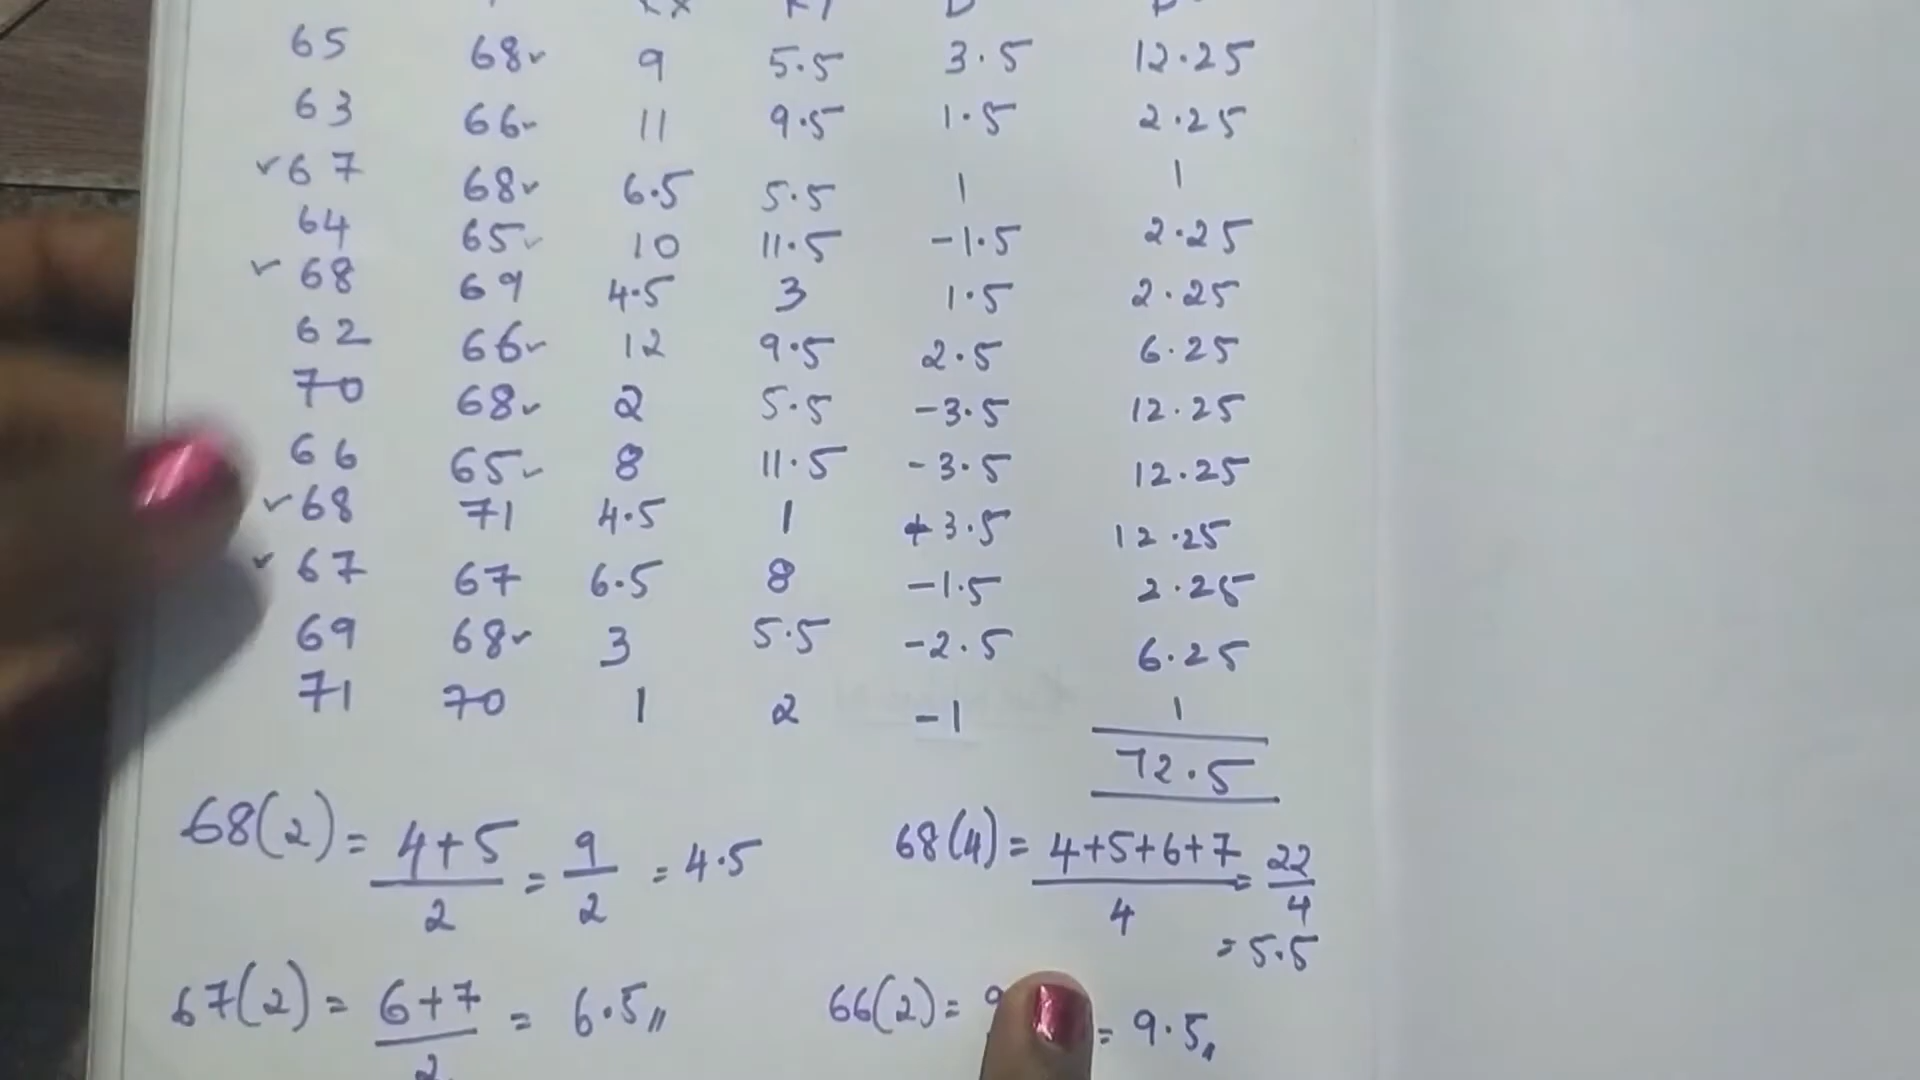 65 68✓ 9 5.5 3.5 12.25
63 66✓ 11 9.5 1.5 2.25
✓67 68✓ 6.5 5.5 1 1
64 65✓ 10 11.5 -1.5 2.25
✓68 69 4.5 3 1.5 2.25
62 66✓ 12 9.5 2.5 6.25
70 68✓ 2 5.5 -3.5 12.25
66 65✓ 8 11.5 -3.5 12.25
✓68 71 4.5 1 +3.5 12.25
✓67 67 6.5 8 -1.5 2.25
69 68✓ 3 5.5 -2.5 6.25
71 70 1 2 -1 1
72.5
68(2) = 4+5/2 = 9/2 = 4.5
68(4) = 4+5+6+7/4 = 22/4
= 5.5
67(2) = 6+7/2 = 6.5,,
66(2) = 9 = 9.5,,